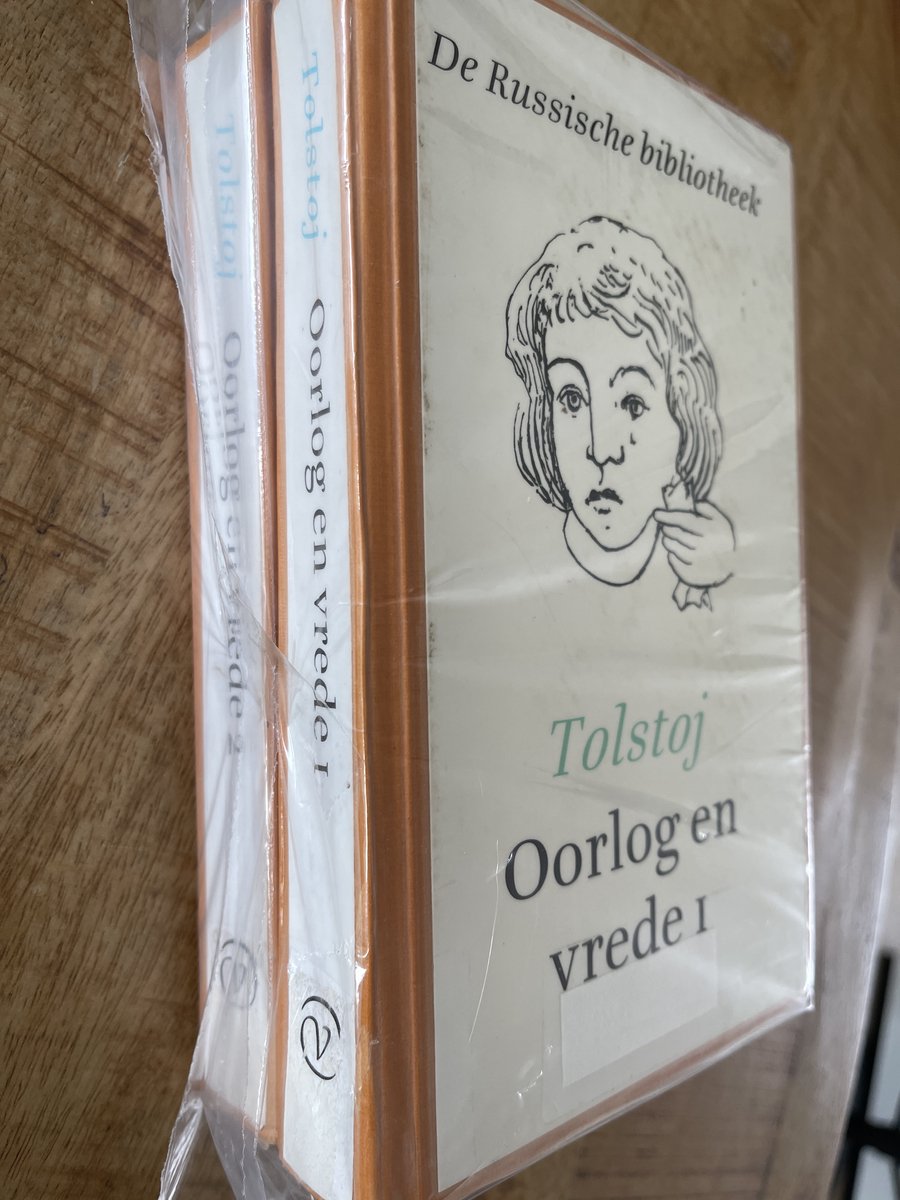 De Russische bibliotheek
Tolstoj
Oorlog en
vrede 1
Tolstoj Oorlog en vrede 1
Tolstoj Oorlog en vrede 2